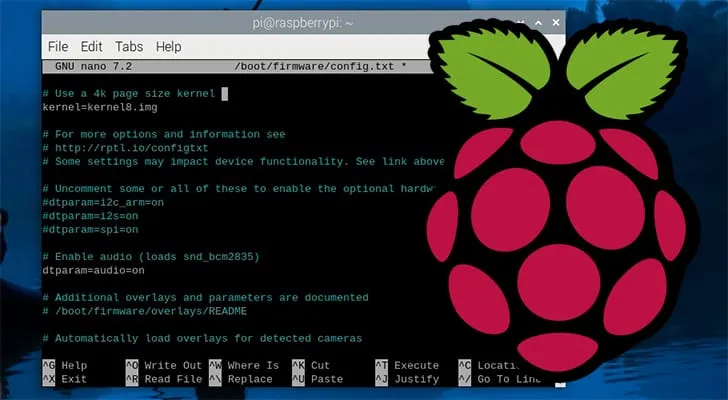 pi@raspberrypi: ~
File Edit Tabs Help
GNU nano 7.2 /boot/firmware/config.txt *
# Use a 4k page size kernel
kernel=kernel8.img
# For more options and information see
# http://rptl.io/configtxt
# Some settings may impact device functionality. See link above
# Uncomment some or all of these to enable the optional
#dtparam=i2c_arm=on
#dtparam=i2s=on
#dtparam=spi=on
# Enable audio (loads snd_bcm2835)
dtparam=audio=on
# Additional overlays and parameters are documented
# /boot/firmware/overlays/README
# Automatically load overlays for detected cameras
^G Help ^O Write Out ^W Where Is ^K Cut ^T Execute ^C
^X Exit ^R Read File ^\ Replace ^U Paste ^J Justify ^/ Go To Line